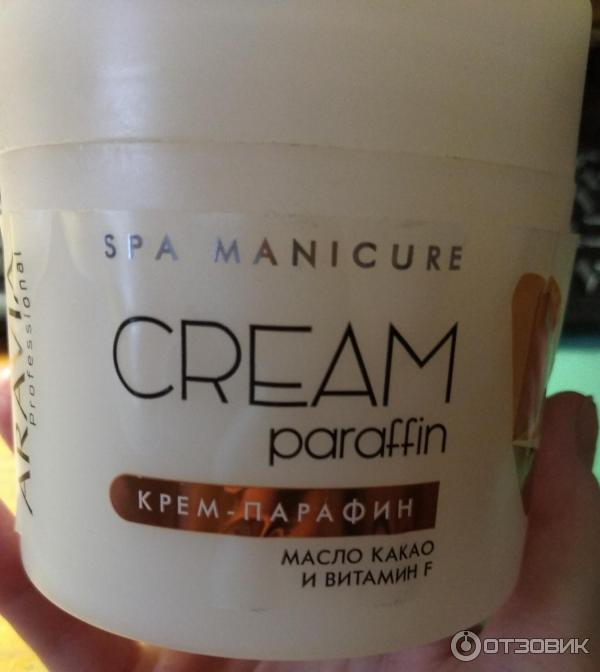 SPA MANICURE
CREAM
paraffin
КРЕМ-ПАРАФИН
МАСЛО КАКАО
И ВИТАМИН F
ARAVIA
Professional
ОТЗОВИК